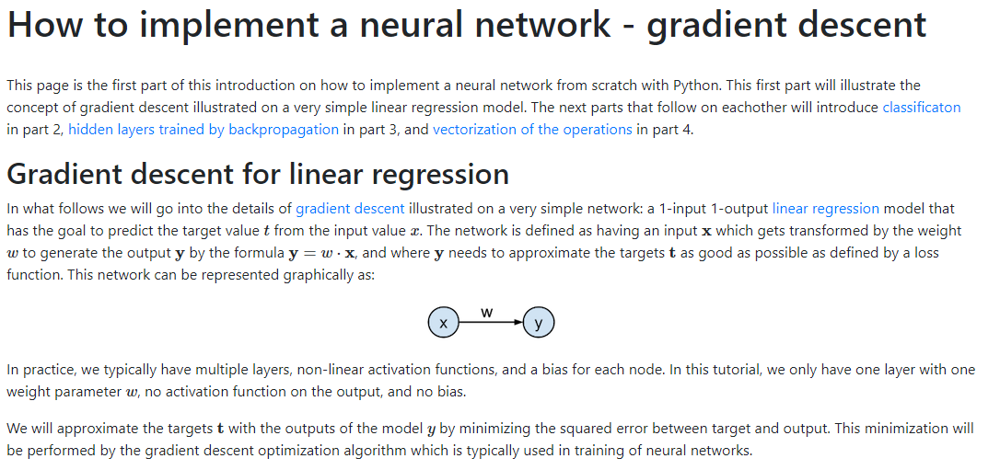 How to implement a neural network - gradient descent
This page is the first part of this introduction on how to implement a neural network from scratch with Python. This first part will illustrate the
concept of gradient descent illustrated on a very simple linear regression model. The next parts that follow on eachother will introduce classificaton
in part 2, hidden layers trained by backpropagation in part 3, and vectorization of the operations in part 4.
Gradient descent for linear regression
In what follows we will go into the details of gradient descent illustrated on a very simple network: a 1-input 1-output linear regression model that
has the goal to predict the target value t from the input value x. The network is defined as having an input x which gets transformed by the weight
w to generate the output y by the formula y = w · x, and where y needs to approximate the targets t as good as possible as defined by a loss
function. This network can be represented graphically as:
x w y
In practice, we typically have multiple layers, non-linear activation functions, and a bias for each node. In this tutorial, we only have one layer with one
weight parameter w, no activation function on the output, and no bias.
We will approximate the targets t with the outputs of the model y by minimizing the squared error between target and output. This minimization will
be performed by the gradient descent optimization algorithm which is typically used in training of neural networks.